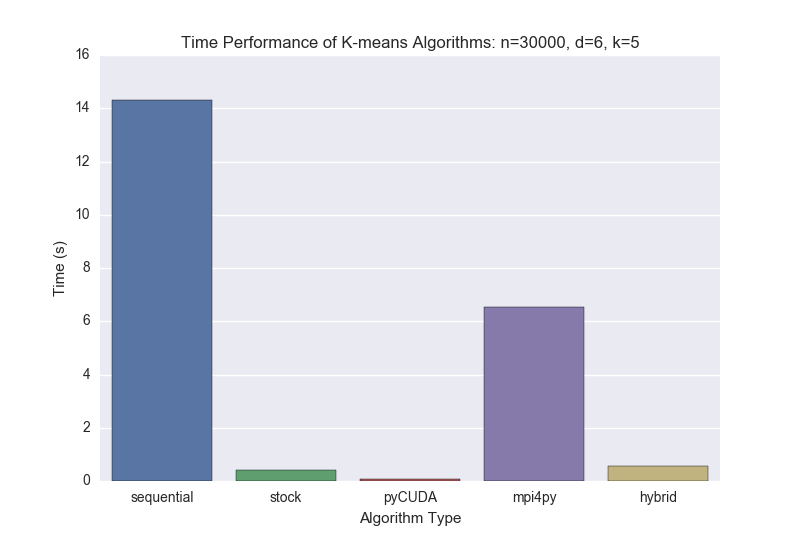 Time Performance of K-means Algorithms: n=30000, d=6, k=5
16
14
12
10
8
6
4
2
0
Time (s)
sequential stock pyCUDA mpi4py hybrid
Algorithm Type